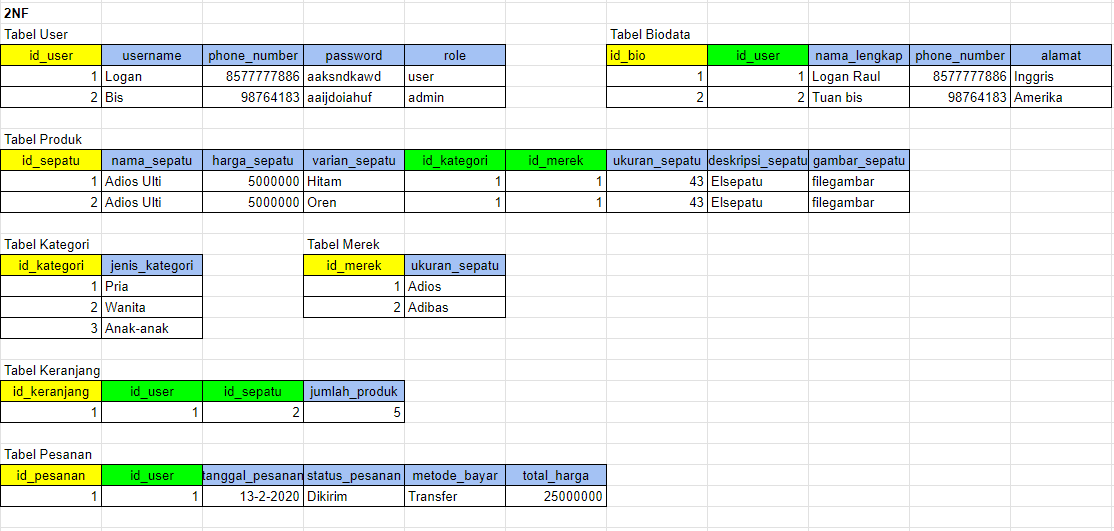 2NF
Tabel User
id_user username phone_number password role
1 Logan 8577777886 aaksndkawd user
2 Bis 98764183 aaijdoiahuf admin
Tabel Biodata
id_bio id_user nama_lengkap phone_number alamat
1 1 Logan Raul 8577777886 Inggris
2 2 Tuan bis 98764183 Amerika
Tabel Produk
id_sepatu nama_sepatu harga_sepatu varian_sepatu id_kategori id_merek ukuran_sepatu deskripsi_sepatu gambar_sepatu
1 Adios Ulti 5000000 Hitam 1 1 43 Elsepatu filegambar
2 Adios Ulti 5000000 Oren 1 1 43 Elsepatu filegambar
Tabel Kategori
id_kategori jenis_kategori
1 Pria
2 Wanita
3 Anak-anak
Tabel Merek
id_merek ukuran_sepatu
1 Adios
2 Adibas
Tabel Keranjang
id_keranjang id_user id_sepatu jumlah_produk
1 1 2 5
Tabel Pesanan
id_pesanan id_user tanggal_pesanan status_pesanan metode_bayar total_harga
1 1 13-2-2020 Dikirim Transfer 25000000